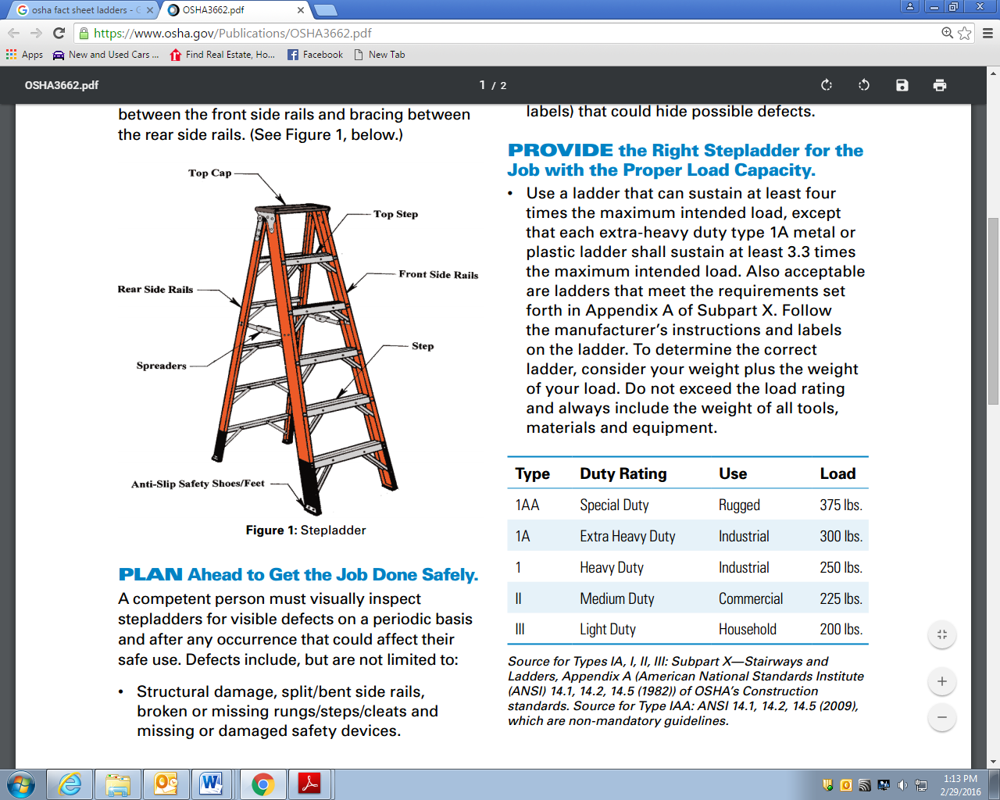 osha fact sheet ladders - G
OSHA3662.pdf
https://www.osha.gov/Publications/OSHA3662.pdf
Apps
New and Used Cars ...
Find Real Estate, Ho...
Facebook
New Tab
OSHA3662.pdf
1 / 2
between the front side rails and bracing between
the rear side rails. (See Figure 1, below.)
Top Cap
Top Step
Front Side Rails
Rear Side Rails
Step
Spreaders
Anti-Slip Safety Shoes/Feet
Figure 1: Stepladder
PLAN Ahead to Get the Job Done Safely.
A competent person must visually inspect
stepladders for visible defects on a periodic basis
and after any occurrence that could affect their
safe use. Defects include, but are not limited to:
• Structural damage, split/bent side rails,
broken or missing rungs/steps/cleats and
missing or damaged safety devices.
labels) that could hide possible defects.
PROVIDE the Right Stepladder for the
Job with the Proper Load Capacity.
• Use a ladder that can sustain at least four
times the maximum intended load, except
that each extra-heavy duty type 1A metal or
plastic ladder shall sustain at least 3.3 times
the maximum intended load. Also acceptable
are ladders that meet the requirements set
forth in Appendix A of Subpart X. Follow
the manufacturer's instructions and labels
on the ladder. To determine the correct
ladder, consider your weight plus the weight
of your load. Do not exceed the load rating
and always include the weight of all tools,
materials and equipment.
Type Duty Rating Use Load
1AA Special Duty Rugged 375 lbs.
1A Extra Heavy Duty Industrial 300 lbs.
1 Heavy Duty Industrial 250 lbs.
II Medium Duty Commercial 225 lbs.
III Light Duty Household 200 lbs.
Source for Types IA, I, II, III: Subpart X—Stairways and
Ladders, Appendix A (American National Standards Institute
(ANSI) 14.1, 14.2, 14.5 (1982)) of OSHA's Construction
standards. Source for Type IAA: ANSI 14.1, 14.2, 14.5 (2009),
which are non-mandatory guidelines.
1:13 PM
2/29/2016